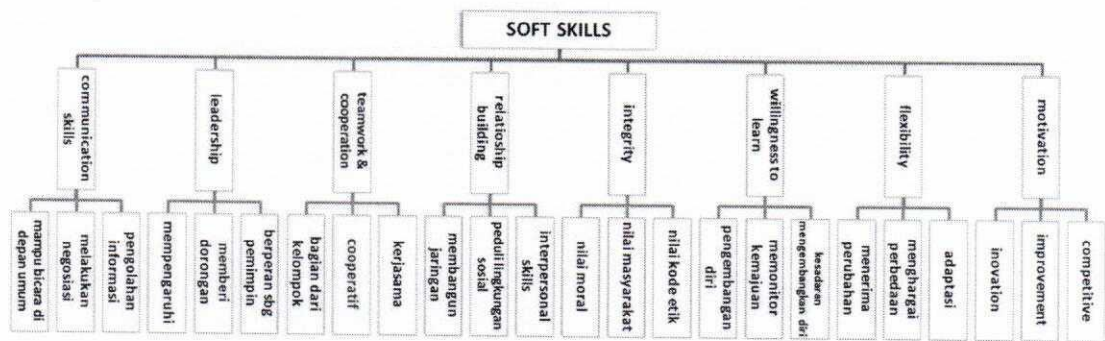 SOFT SKILLS
communication
skills
leadership
teamwork &
cooperation
relatioship
building
integrity
willingness to
learn
flexibility
motivation
mampu bicara di
depan umum
melakukan
negosiasi
pengolahan
informasi
mempengaruhi
memberi
dorongan
berperan sbg
pemimpin
bagian dari
kelompok
cooperatif
kerjasama
membangun
jaringan
peduli lingkungan
sosial
interpersonal
skills
nilai moral
nilai masyarakat
nilai kode etik
pengembangan
diri
memonitor
kemajuan
kesadaran
mengembangkan diri
menerima
perubahan
menghargai
perbedaan
adaptasi
inovation
improvement
competitive